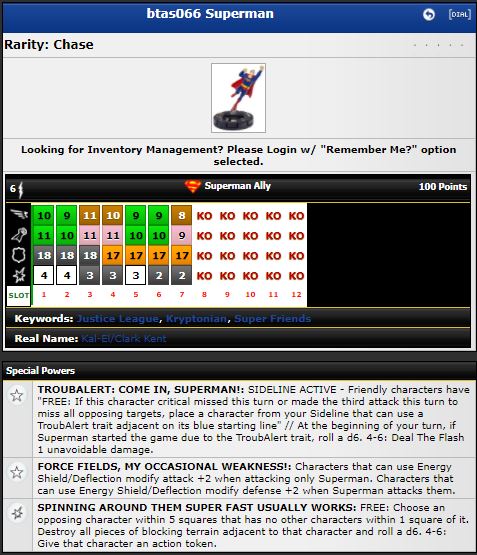 btas066 Superman
[DIAL]
Rarity: Chase
Looking for Inventory Management? Please Login w/ "Remember Me?" option
selected.
6 Superman Ally 100 Points
10 9 11 10 9 9 8 KO KO KO KO KO
11 10 11 11 10 10 9 KO KO KO KO KO
18 18 18 17 17 17 17 KO KO KO KO KO
4 4 3 3 3 2 2 KO KO KO KO KO
SLOT 1 2 3 4 5 6 7 8 9 10 11 12
Keywords: Justice League, Kryptonian, Super Friends
Real Name: Kal-El/Clark Kent
Special Powers
TROUBALERT: COME IN, SUPERMAN!: SIDELINE ACTIVE - Friendly characters have
"FREE: If this character critical missed this turn or made the third attack this turn to
miss all opposing targets, place a character from your Sideline that can use a
TroubAlert trait adjacent on its blue starting line" // At the beginning of your turn, if
Superman started the game due to the TroubAlert trait, roll a d6. 4-6: Deal The Flash
1 unavoidable damage.
FORCE FIELDS, MY OCCASIONAL WEAKNESS!: Characters that can use Energy
Shield/Deflection modify attack +2 when attacking only Superman. Characters that
can use Energy Shield/Deflection modify defense +2 when Superman attacks them.
SPINNING AROUND THEM SUPER FAST USUALLY WORKS: FREE: Choose an
opposing character within 5 squares that has no other characters within 1 square of it.
Destroy all pieces of blocking terrain adjacent to that character and roll a d6. 4-6:
Give that character an action token.